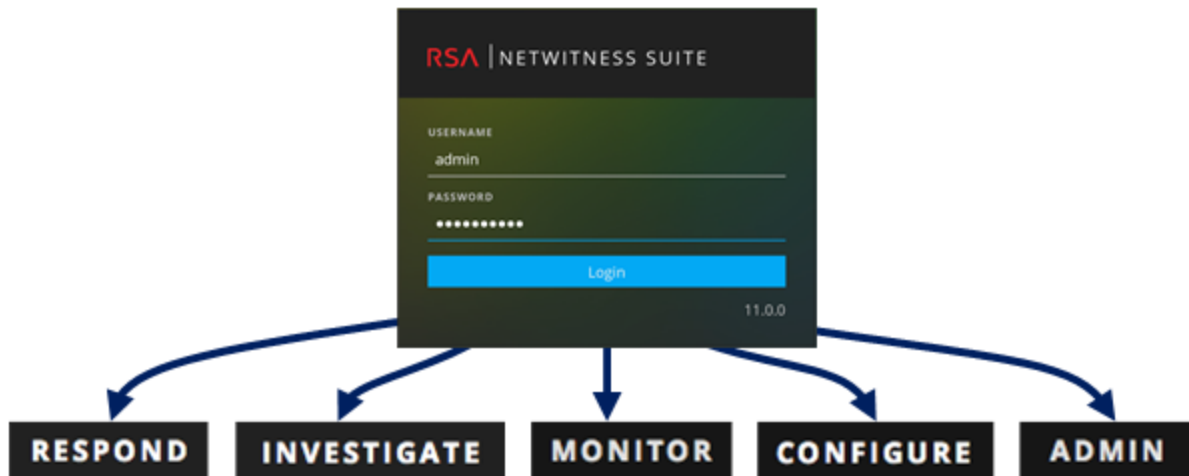 RSA | NETWITNESS SUITE
USERNAME
admin
PASSWORD
••••••••••
Login
11.0.0
RESPOND
INVESTIGATE
MONITOR
CONFIGURE
ADMIN